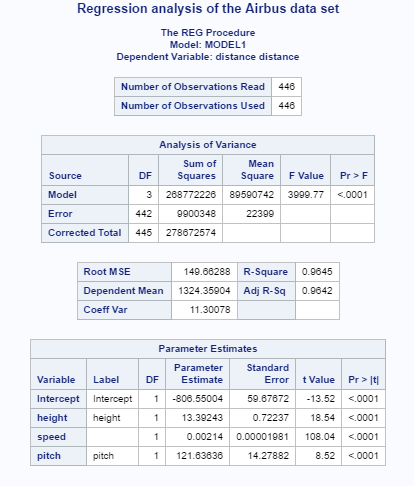 Regression analysis of the Airbus data set
The REG Procedure
Model: MODEL1
Dependent Variable: distance distance
Number of Observations Read 446
Number of Observations Used 446
Analysis of Variance
Source DF Sum of Squares Mean Square F Value Pr > F
Model 3 268772226 89590742 3999.77 <.0001
Error 442 9900348 22399
Corrected Total 445 278672574
Root MSE 149.66288 R-Square 0.9645
Dependent Mean 1324.35904 Adj R-Sq 0.9642
Coeff Var 11.30078
Parameter Estimates
Variable Label DF Parameter Estimate Standard Error t Value Pr > |t|
Intercept Intercept 1 -806.55004 59.67672 -13.52 <.0001
height height 1 13.39243 0.72237 18.54 <.0001
speed 1 0.00214 0.00001981 108.04 <.0001
pitch pitch 1 121.63636 14.27882 8.52 <.0001